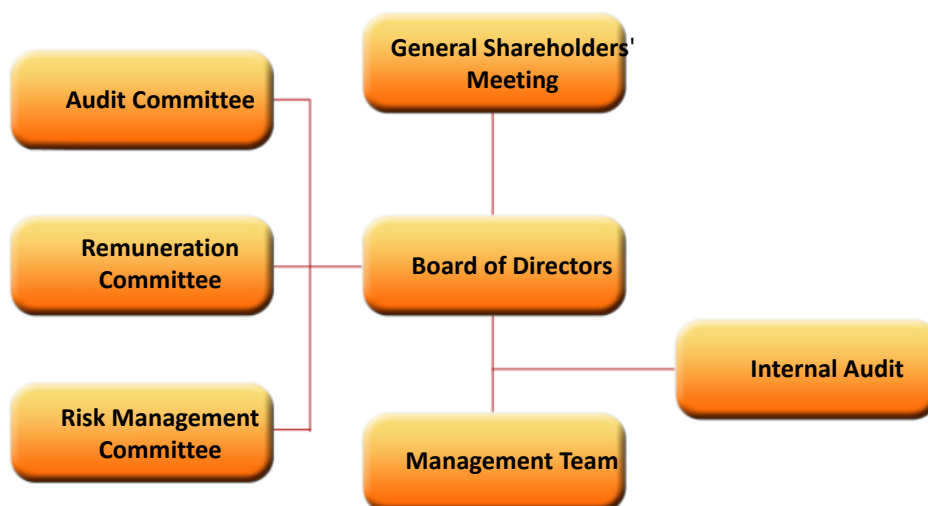 General Shareholders'
Meeting
Audit Committee
Remuneration
Committee
Board of Directors
Internal Audit
Risk Management
Committee
Management Team